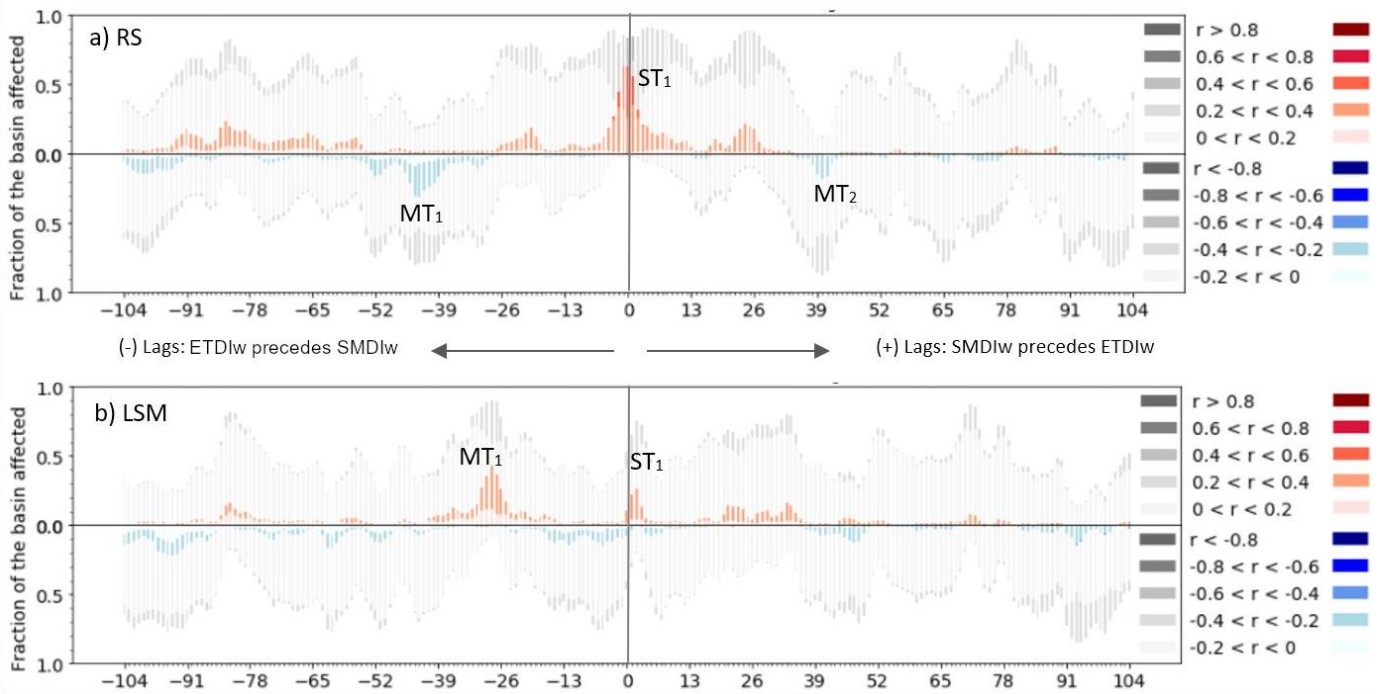 1.0
a) RS
ST1
MT1
MT2
0.5
0.0
0.5
1.0
Fraction of the basin affected
r > 0.8
0.6 < r < 0.8
0.4 < r < 0.6
0.2 < r < 0.4
0 < r < 0.2
r < -0.8
-0.8 < r < -0.6
-0.6 < r < -0.4
-0.4 < r < -0.2
-0.2 < r < 0
−104 −91 −78 −65 −52 −39 −26 −13 0 13 26 39 52 65 78 91 104
(-) Lags: ETDIw precedes SMDIw (+) Lags: SMDIw precedes ETDIw
1.0
b) LSM
MT1
ST1
0.5
0.0
0.5
1.0
Fraction of the basin affected
r > 0.8
0.6 < r < 0.8
0.4 < r < 0.6
0.2 < r < 0.4
0 < r < 0.2
r < -0.8
-0.8 < r < -0.6
-0.6 < r < -0.4
-0.4 < r < -0.2
-0.2 < r < 0
−104 −91 −78 −65 −52 −39 −26 −13 0 13 26 39 52 65 78 91 104